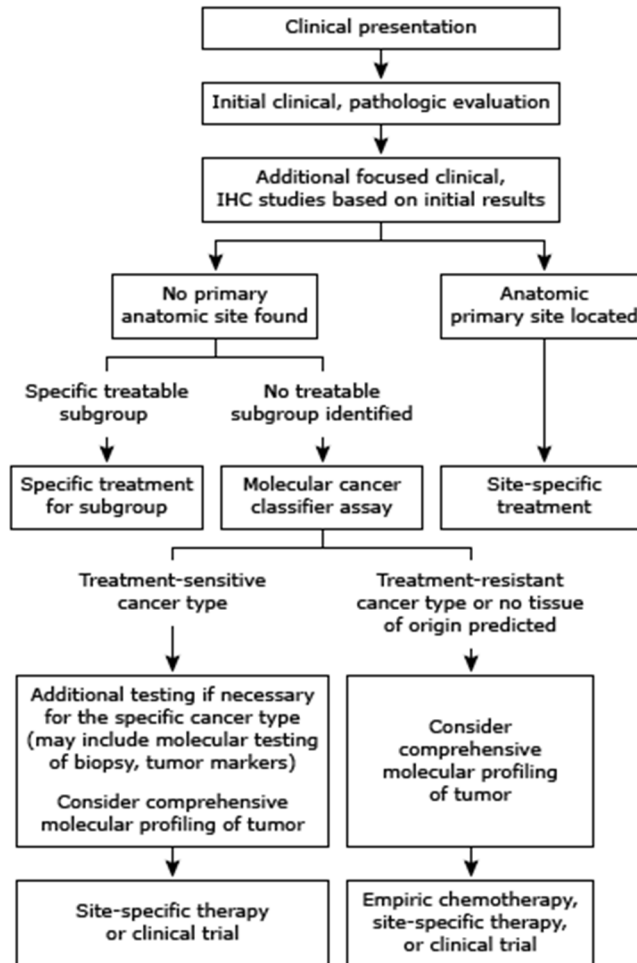 Clinical presentation
Initial clinical, pathologic evaluation
Additional focused clinical,
IHC studies based on initial results
No primary
anatomic site found
Anatomic
primary site located
Specific treatable
subgroup
No treatable
subgroup identified
Specific treatment
for subgroup
Molecular cancer
classifier assay
Site-specific
treatment
Treatment-sensitive
cancer type
Treatment-resistant
cancer type or no tissue
of origin predicted
Additional testing if necessary
for the specific cancer type
(may include molecular testing
of biopsy, tumor markers)
Consider comprehensive
molecular profiling of tumor
Consider
comprehensive
molecular profiling
of tumor
Site-specific therapy
or clinical trial
Empiric chemotherapy,
site-specific therapy,
or clinical trial